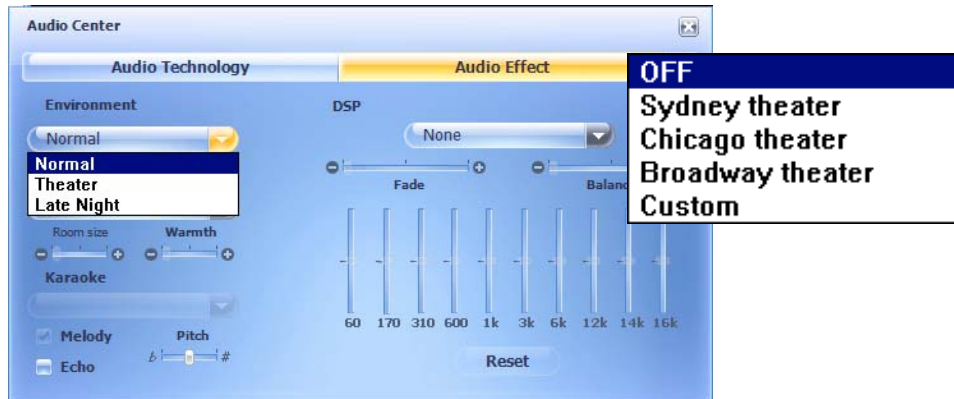 Audio Center
Audio Technology
Audio Effect
Environment
Normal
Normal
Theater
Late Night
Room size Warmth
Karaoke
Melody Pitch
b #
Echo
DSP
None
Fade
60 170 310 600 1k 3k 6k 12k 14k 16k
Reset
OFF
Sydney theater
Chicago theater
Broadway theater
Custom